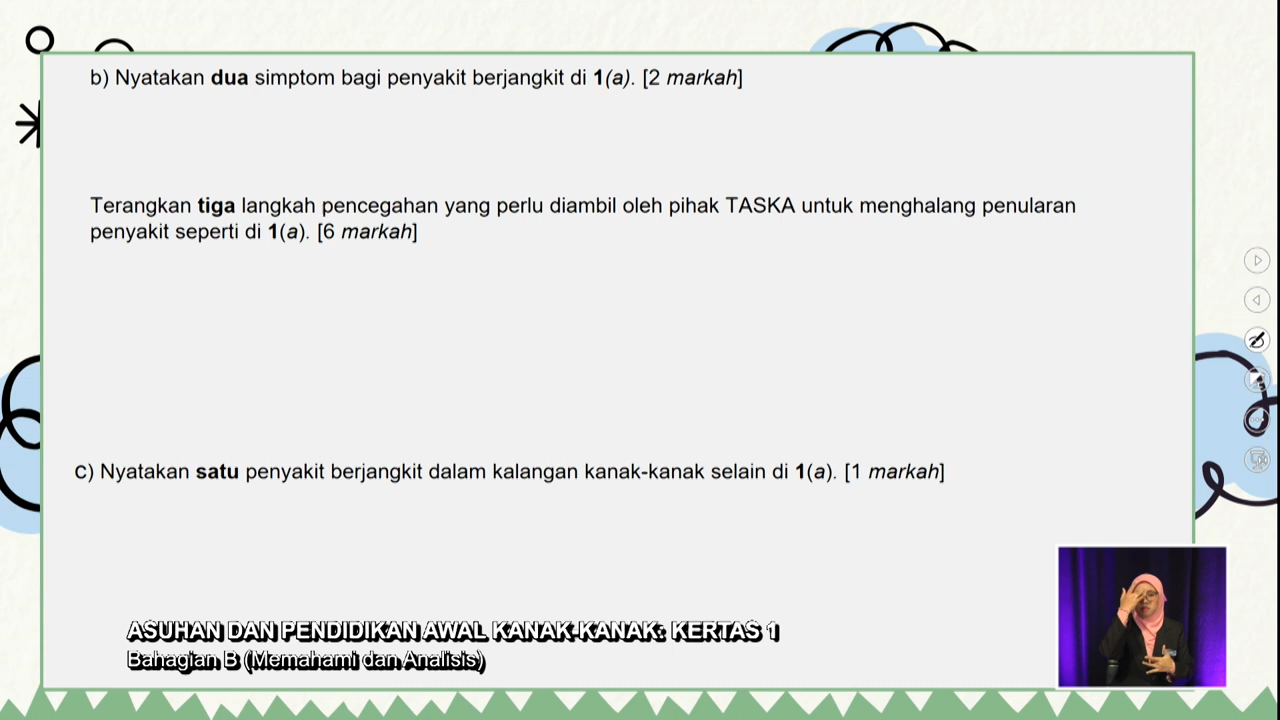 b) Nyatakan dua simptom bagi penyakit berjangkit di 1(a). [2 markah]
Terangkan tiga langkah pencegahan yang perlu diambil oleh pihak TASKA untuk menghalang penularan
penyakit seperti di 1(a). [6 markah]
c) Nyatakan satu penyakit berjangkit dalam kalangan kanak-kanak selain di 1(a). [1 markah]
ASUHAN DAN PENDIDIKAN AWAL KANAK-KANAK: KERTAS 1
Bahagian B (Memahami dan Analisis)